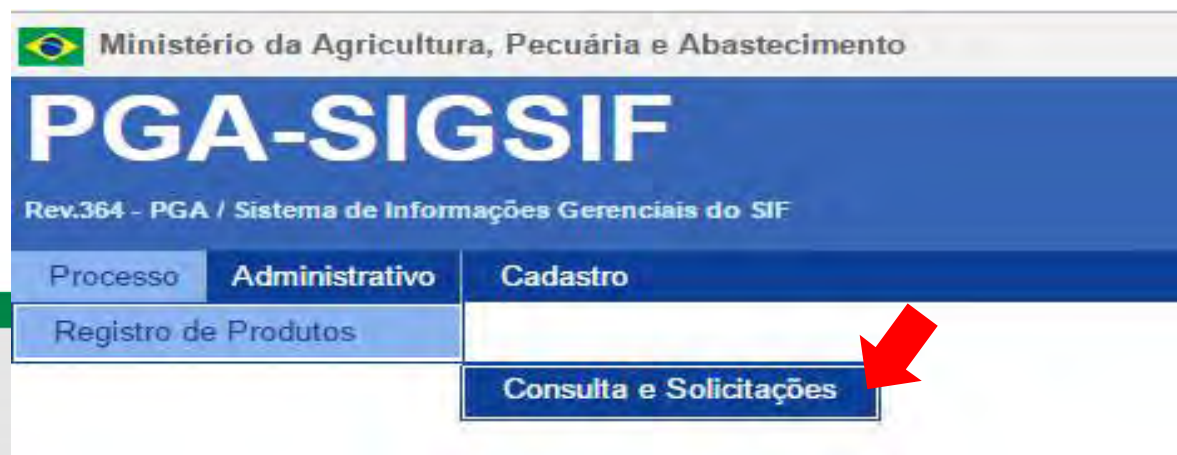 Ministério da Agricultura, Pecuária e Abastecimento
PGA-SIGSIF
Rev.364 - PGA / Sistema de Informações Gerenciais do SIF
Processo Administrativo Cadastro
Registro de Produtos
Consulta e Solicitações